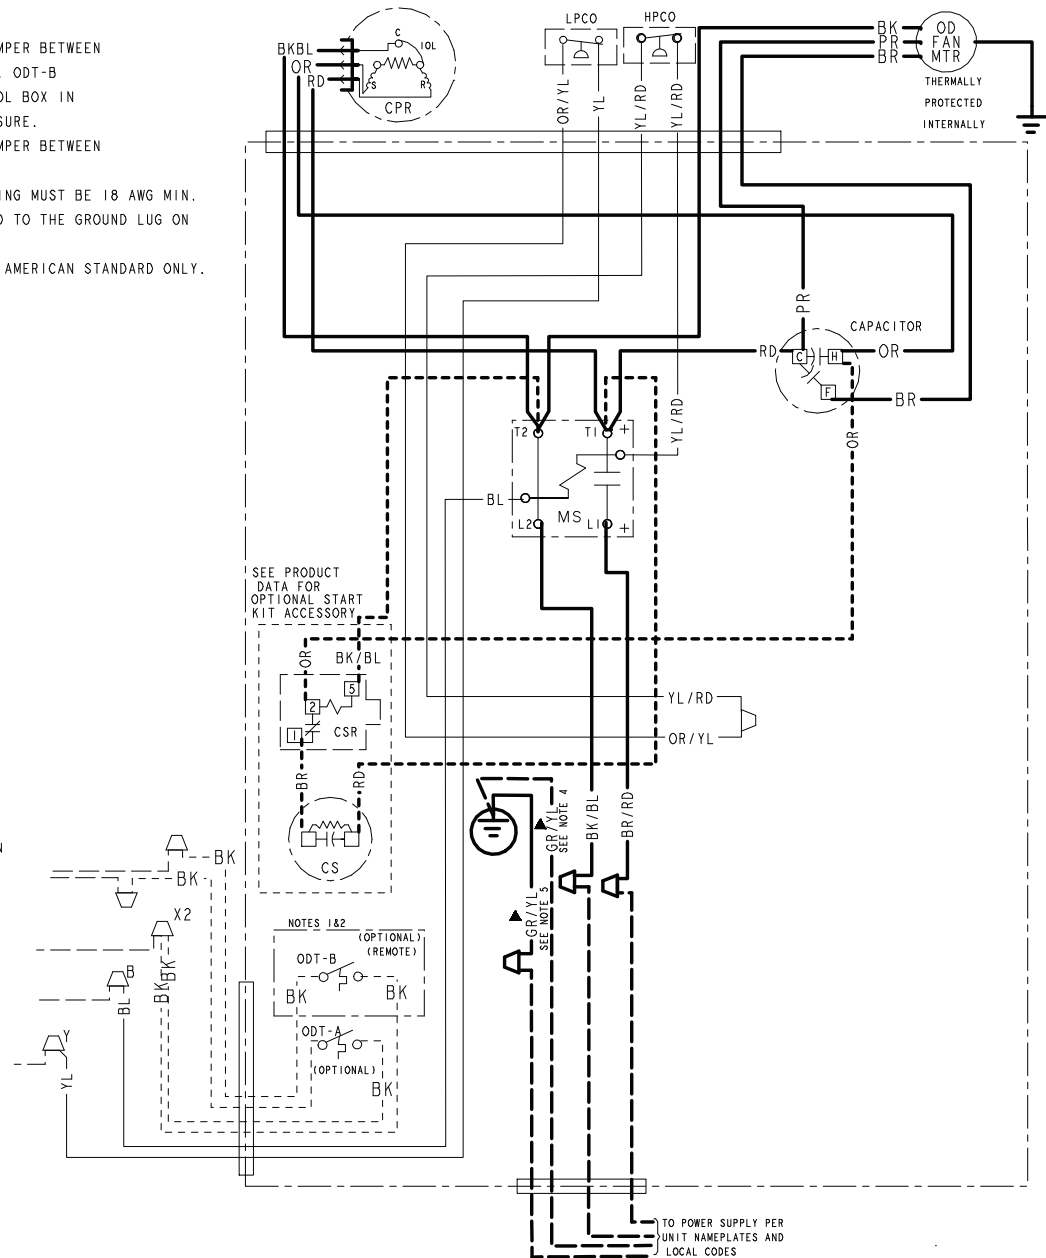 MPER BETWEEN
. ODT-B
OL BOX IN
SURE.
MPER BETWEEN
ING MUST BE 18 AWG MIN.
D TO THE GROUND LUG ON
AMERICAN STANDARD ONLY.
BKBL
OR
RD
C
IOL
S
R
CPR
LPCO
HPCO
OR/YL
YL
YL/RD
YL/RD
BK
PR
BR
OD
FAN
MTR
THERMALLY
PROTECTED
INTERNALLY
PR
CAPACITOR
RD
C
H
OR
F
BR
OR
YL/RD
T2
T1
+
BL
MS
L2
L1
+
SEE PRODUCT
DATA FOR
OPTIONAL START
KIT ACCESSORY
OR
BK/BL
5
2
1
CSR
BR
RD
CS
YL/RD
OR/YL
GR/YL
SEE NOTE 4
BK/BL
BR/RD
GR/YL
SEE NOTE 5
N
BK
BK
X2
BK
BK
B
BL
Y
YL
NOTES 1&2
(OPTIONAL)
(REMOTE)
ODT-B
BK
BK
ODT-A
(OPTIONAL)
BK
TO POWER SUPPLY PER
UNIT NAMEPLATES AND
LOCAL CODES